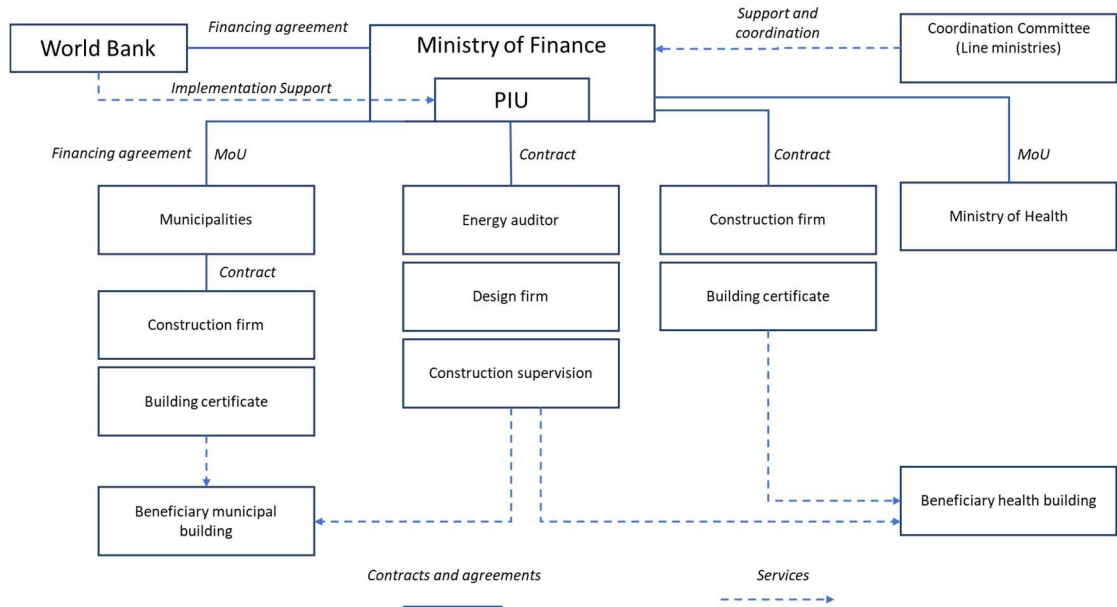 World Bank
Financing agreement
Ministry of Finance
Support and
coordination
Coordination Committee
(Line ministries)
Implementation Support
PIU
Financing agreement
MoU
Contract
Contract
MoU
Municipalities
Energy auditor
Construction firm
Ministry of Health
Contract
Construction firm
Design firm
Building certificate
Building certificate
Construction supervision
Beneficiary municipal
building
Beneficiary health building
Contracts and agreements
Services